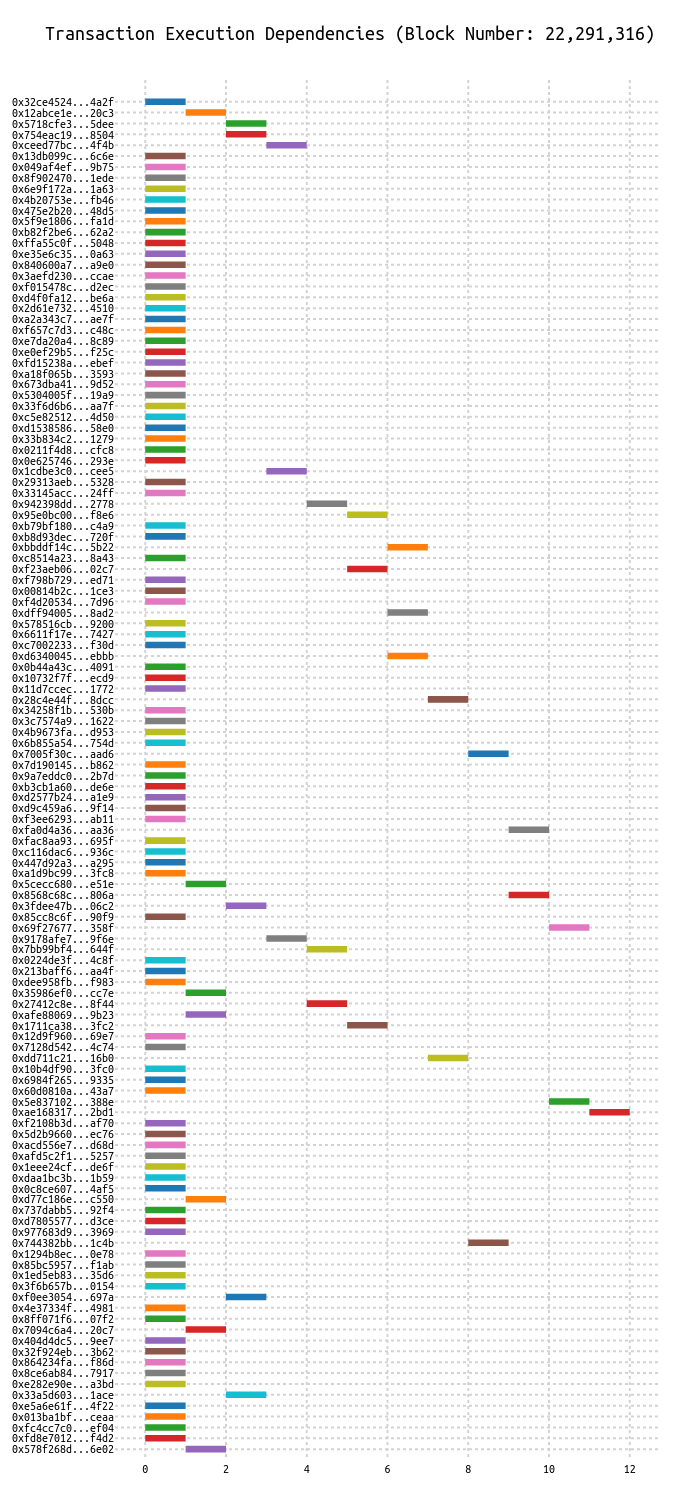 Transaction Execution Dependencies (Block Number: 22,291,316)
0x32ce4524...4a2f
0x12abce1e...20c3
0x5718cfe3...5dee
0x754eac19...8504
0xceed77bc...4f4b
0x13db099c...6c6e
0x049af4ef...9b75
0x8f902470...1ede
0x6e9f172a...1a63
0x4b20753e...fb46
0x475e2b20...48d5
0x5f9e1806...fa1d
0xb82f2be6...62a2
0xffa55c0f...5048
0xe35e6c35...0a63
0x840600a7...a9e0
0x3aefd230...ccae
0xf015478c...d2ec
0xd4f0fa12...be6a
0x2d61e732...4510
0xa2a343c7...ae7f
0xf657c7d3...c48c
0xe7da20a4...8c89
0xe0ef29b5...f25c
0xfd15238a...ebef
0xa18f065b...3593
0x673dba41...9d52
0x5304005f...19a9
0x33f6d6b6...aa7f
0xc5e82512...4d50
0xd1538586...58e0
0x33b834c2...1279
0x0211f4d8...cfc8
0x0e625746...293e
0x1cdbe3c0...cee5
0x29313aeb...5328
0x33145acc...24ff
0x942398dd...2778
0x95e0bc00...f8e6
0xb79bf180...c4a9
0xb8d93dec...720f
0xbbddf14c...5b22
0xc8514a23...8a43
0xf23aeb06...02c7
0xf798b729...ed71
0x00814b2c...1ce3
0xf4d20534...7d96
0xdff94005...8ad2
0x578516cb...9200
0x6611f17e...7427
0xc7002233...f30d
0xd6340045...ebbb
0x0b44a43c...4091
0x10732f7f...ecd9
0x11d7ccec...1772
0x28c4e44f...8dcc
0x34258f1b...530b
0x3c7574a9...1622
0x4b9673fa...d953
0x6b855a54...754d
0x7005f30c...aad6
0x7d190145...b862
0x9a7eddc0...2b7d
0xb3cb1a60...de6e
0xd2577b24...a1e9
0xd9c459a6...9f14
0xf3ee6293...ab11
0xfa0d4a36...aa36
0xfac8aa93...695f
0xc116dac6...936c
0x447d92a3...a295
0xa1d9bc99...3fc8
0x5cecc680...e51e
0x8568c68c...806a
0x3fdee47b...06c2
0x85cc8c6f...90f9
0x69f27677...358f
0x9178afe7...9f6e
0x7bb99bf4...644f
0x0224de3f...4c8f
0x213baff6...aa4f
0xdee958fb...f983
0x35986ef0...cc7e
0x27412c8e...8f44
0xafe88069...9b23
0x1711ca38...3fc2
0x12d9f960...69e7
0x7128d542...4c74
0xdd711c21...16b0
0x10b4df90...3fc0
0x6984f265...9335
0x60d0810a...43a7
0x5e837102...388e
0xae168317...2bd1
0xf2108b3d...af70
0x5d2b9660...ec76
0xacd556e7...d68d
0xafd5c2f1...5257
0x1eee24cf...de6f
0xdaa1bc3b...1b59
0x0c8ce607...4af5
0xd77c186e...c550
0x737dabb5...92f4
0xd7805577...d3ce
0x977683d9...3969
0x744382bb...1c4b
0x1294b8ec...0e78
0x85bc5957...f1ab
0x1ed5eb83...35d6
0x3f6b657b...0154
0xf0ee3054...697a
0x4e37334f...4981
0x8ff071f6...07f2
0x7094c6a4...20c7
0x404d4dc5...9ee7
0x32f924eb...3b62
0x864234fa...f86d
0x8ce6ab84...7917
0xe282e90e...a3bd
0x33a5d603...1ace
0xe5a6e61f...4f22
0x013ba1bf...ceaa
0xfc4cc7c0...ef04
0xfd8e7012...f4d2
0x578f268d...6e02
0 2 4 6 8 10 12